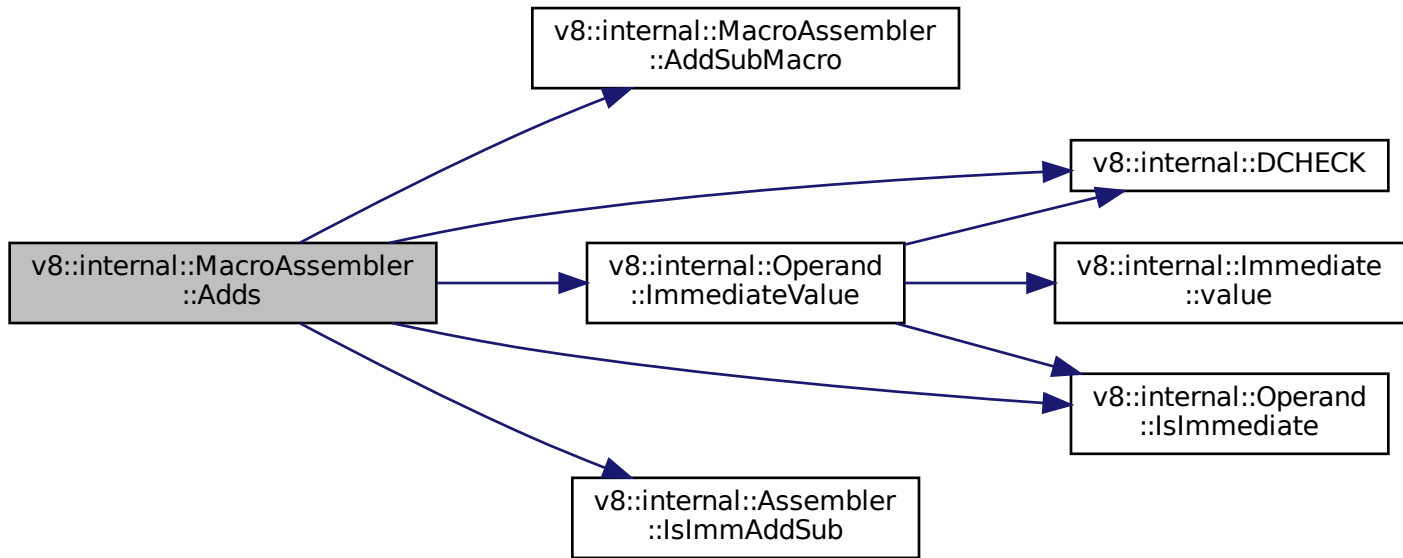 v8::internal::MacroAssembler
::AddSubMacro
v8::internal::DCHECK
v8::internal::MacroAssembler
::Adds
v8::internal::Operand
::ImmediateValue
v8::internal::Immediate
::value
v8::internal::Operand
::IsImmediate
v8::internal::Assembler
::IsImmAddSub